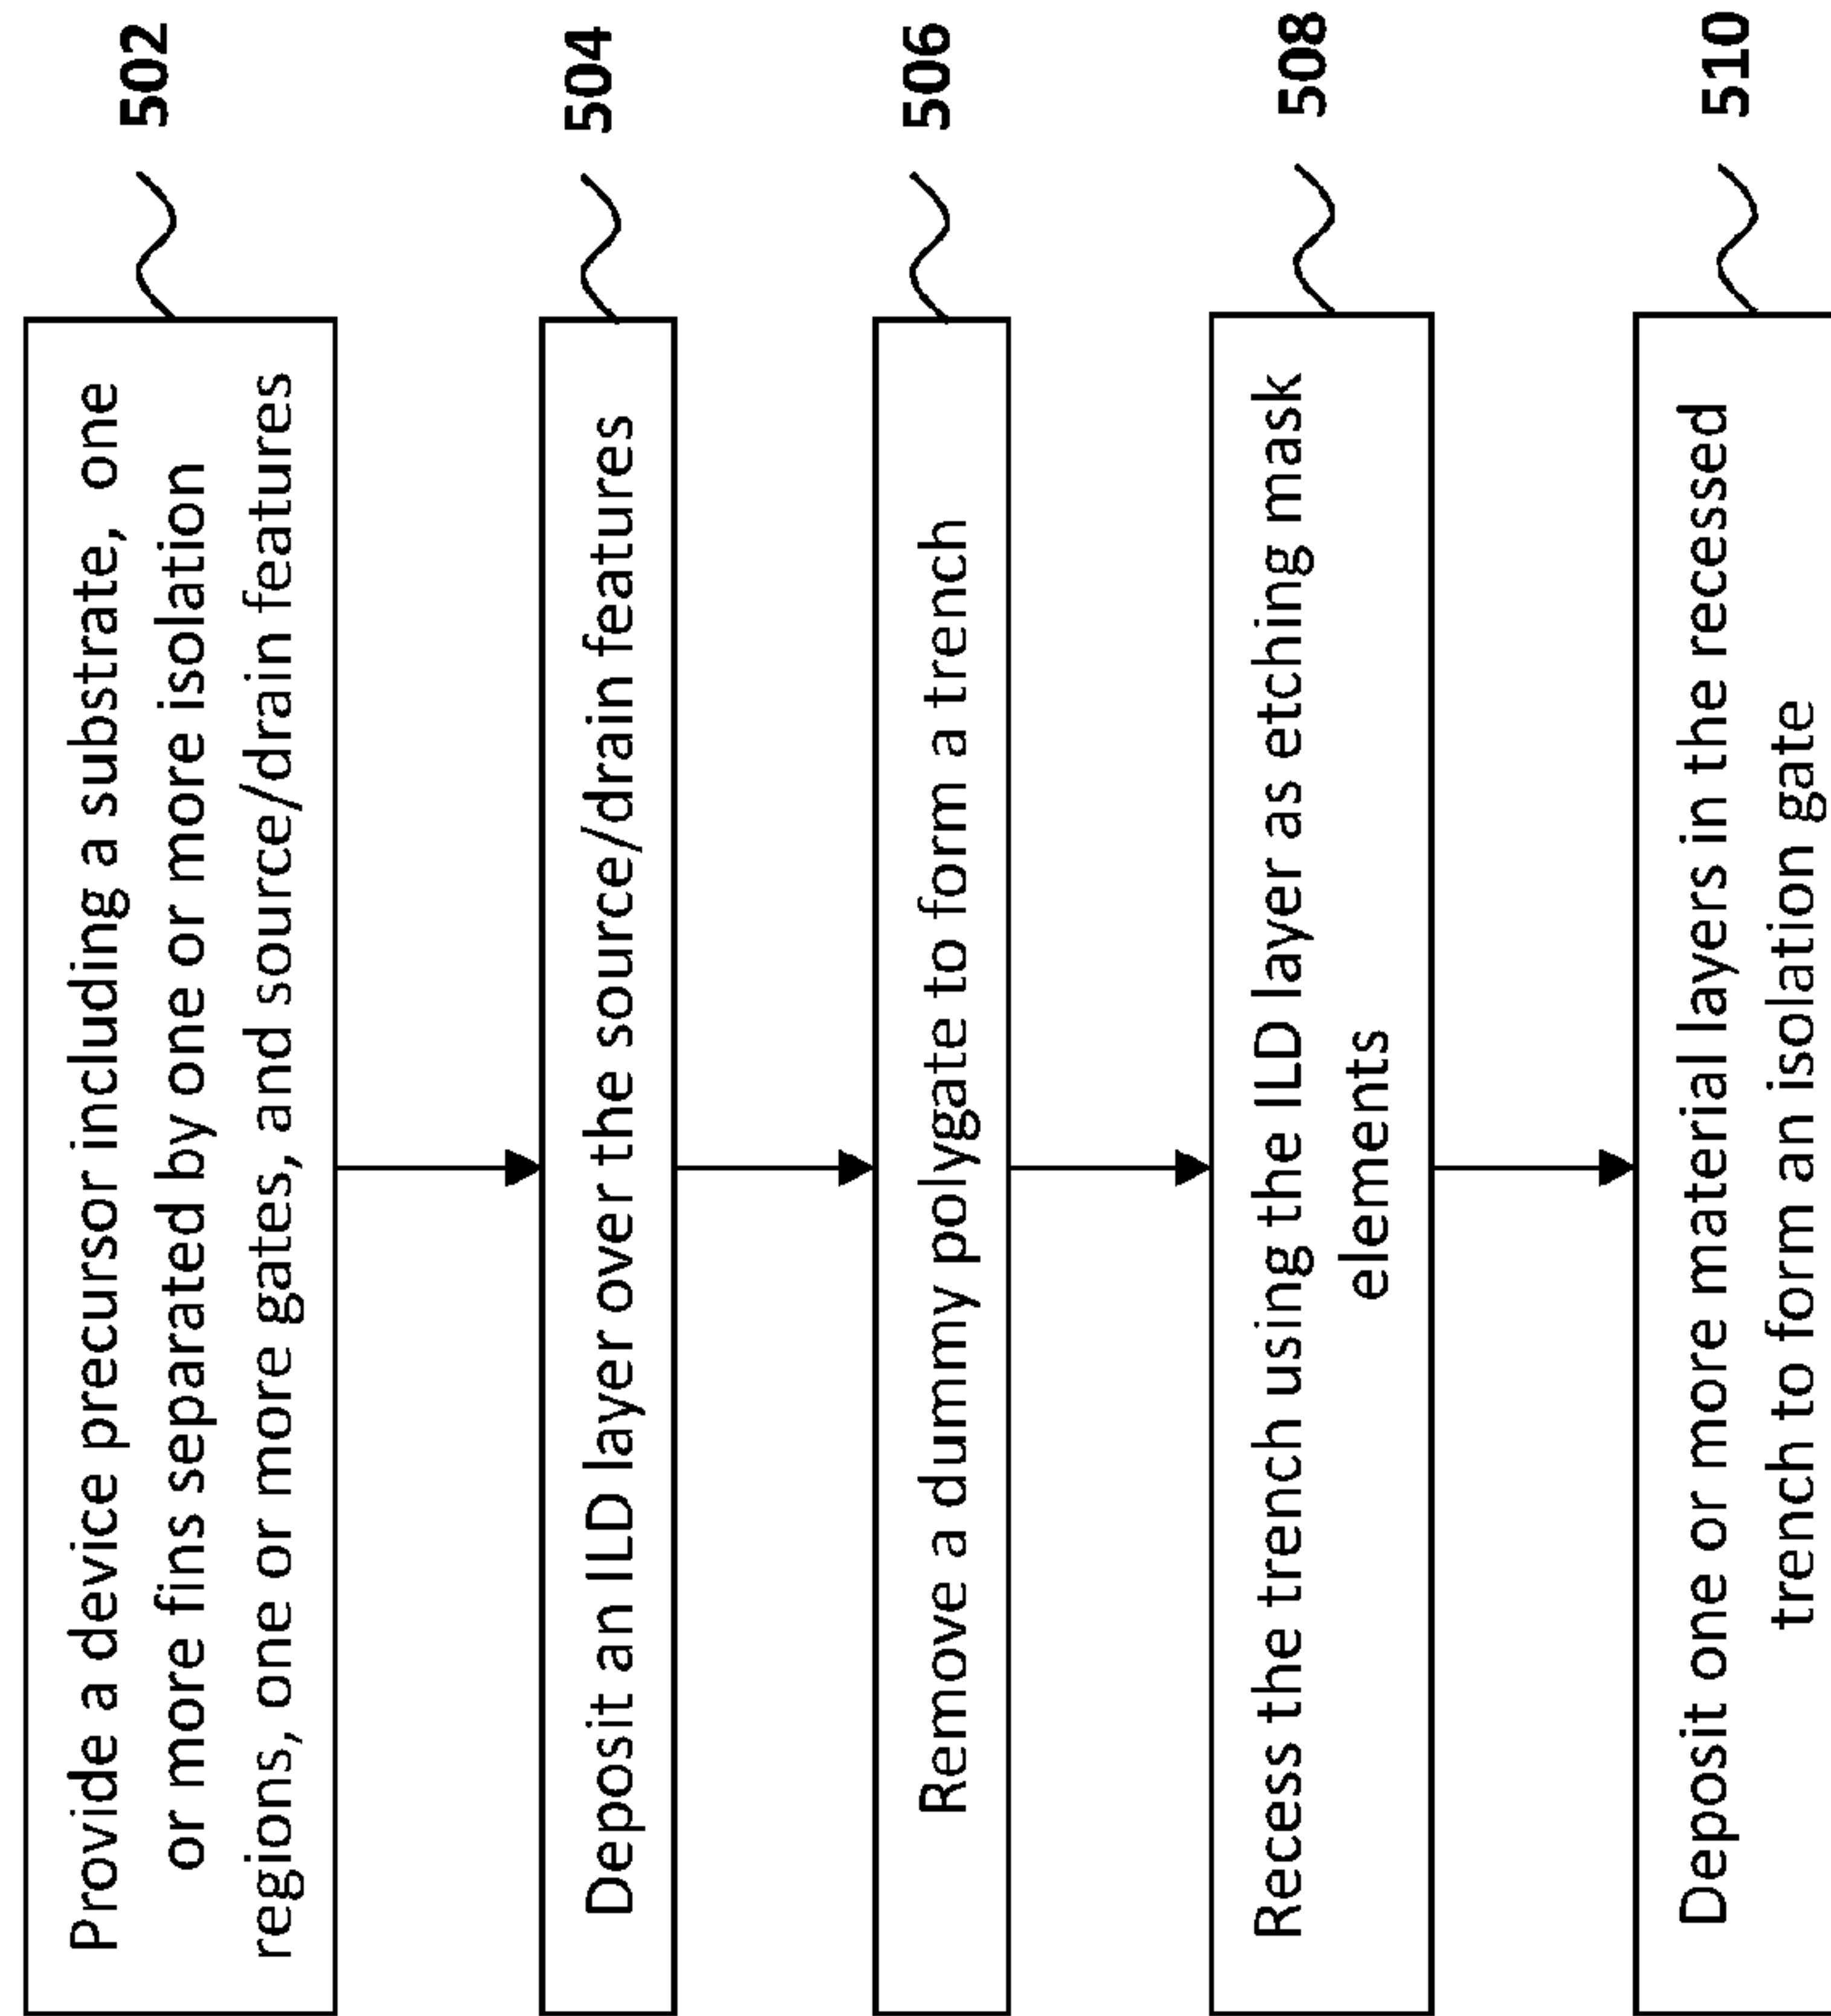 Provide a device precursor including a substrate, one
or more fins separated by one or more isolation
regions, one or more gates, and source/drain features
502
Deposit an ILD layer over the source/drain features
504
Remove a dummy polygate to form a trench
506
Recess the trench using the ILD layer as etching mask
elements
508
Deposit one or more material layers in the recessed
trench to form an isolation gate
510